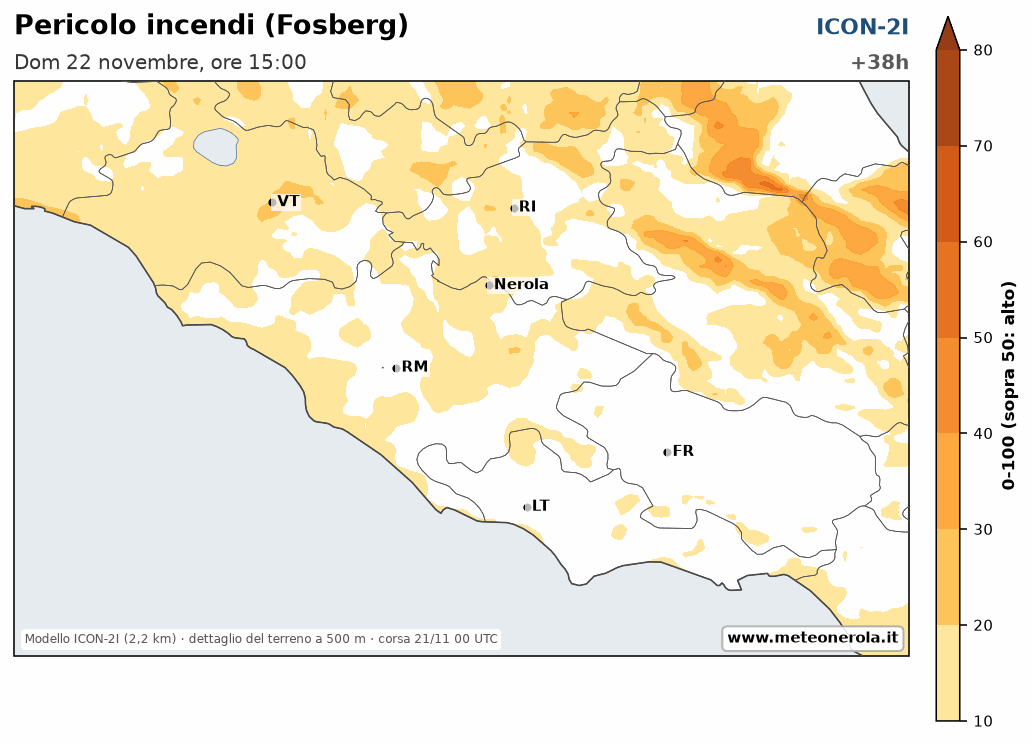 Pericolo incendi (Fosberg)
ICON-2I
Dom 22 novembre, ore 15:00
+38h
80
70
60
50
40
30
20
10
0-100 (sopra 50: alto)
VT
RI
Nerola
RM
FR
LT
Modello ICON-2I (2,2 km) · dettaglio del terreno a 500 m · corsa 21/11 00 UTC
www.meteonerola.it